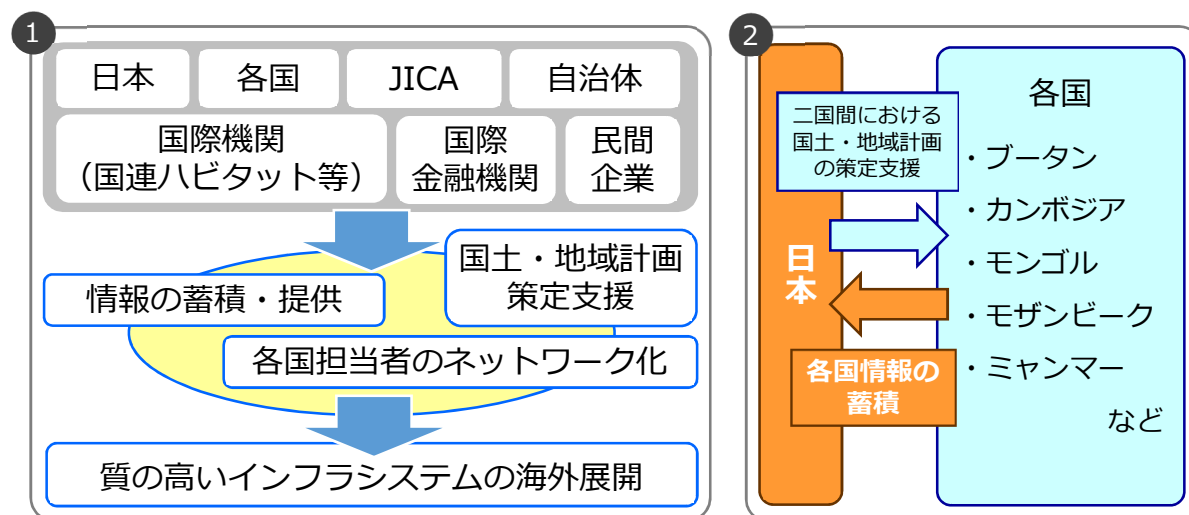 1
日本
各国
JICA
自治体
国際機関
（国連ハビタット等）
国際
金融機関
民間
企業
情報の蓄積・提供
国土・地域計画
策定支援
各国担当者のネットワーク化
質の高いインフラシステムの海外展開
2
日本
二国間における
国土・地域計画
の策定支援
各国情報の
蓄積
各国
・ブータン
・カンボジア
・モンゴル
・モザンビーク
・ミャンマー
など